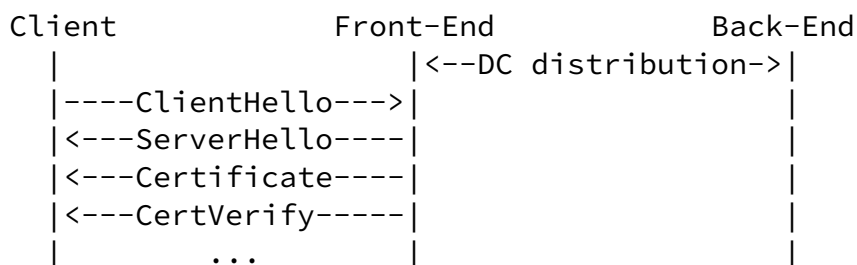 Client            Front-End            Back-End
  |                   |<--DC distribution->|
  |----ClientHello--->|                    |
  |<---ServerHello----|                    |
  |<---Certificate----|                    |
  |<---CertVerify-----|                    |
  |        ...        |                    |